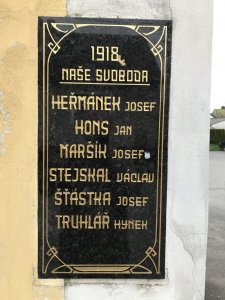 1918
NAŠE SVOBODA
HEŘMÁNEK JOSEF
HONS JAN
MARŠÍK JOSEF
STEJSKAL VÁCLAV
ŠŤÁSTKA JOSEF
TRUHLÁŘ HYNEK